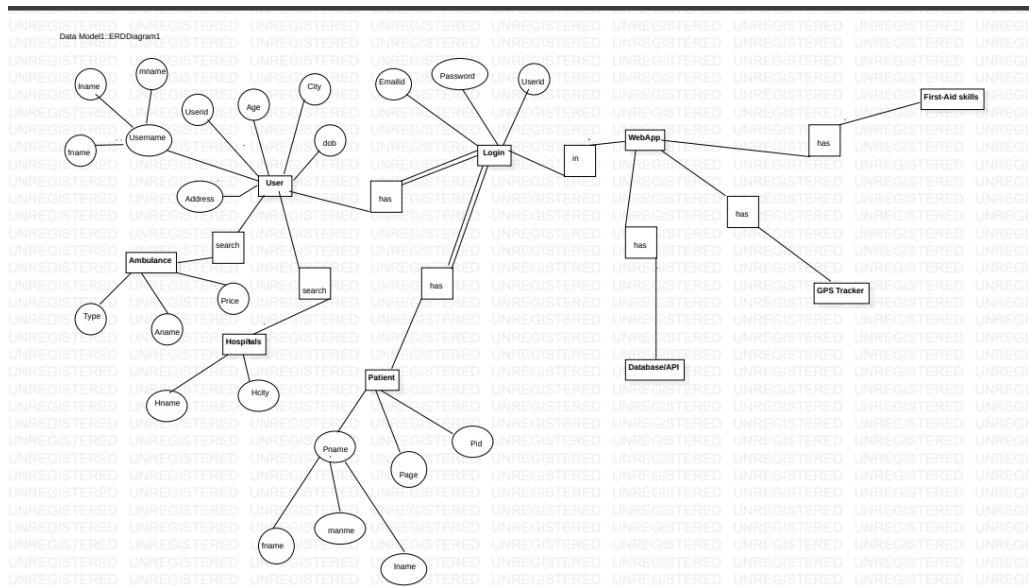 Data Model1::ERDDiagram1
mname
lname
City
Password
Emailid
Userid
Age
Userid
First-Aid skills
Username
fname
dob
WebApp
has
Login
in
User
Address
has
has
search
has
Ambulance
has
search
GPS Tracker
Price
Type
Aname
Hospitals
Database/API
Patient
Hcity
Hname
Pid
Pname
Page
manme
fname
lname
UNREGISTERED